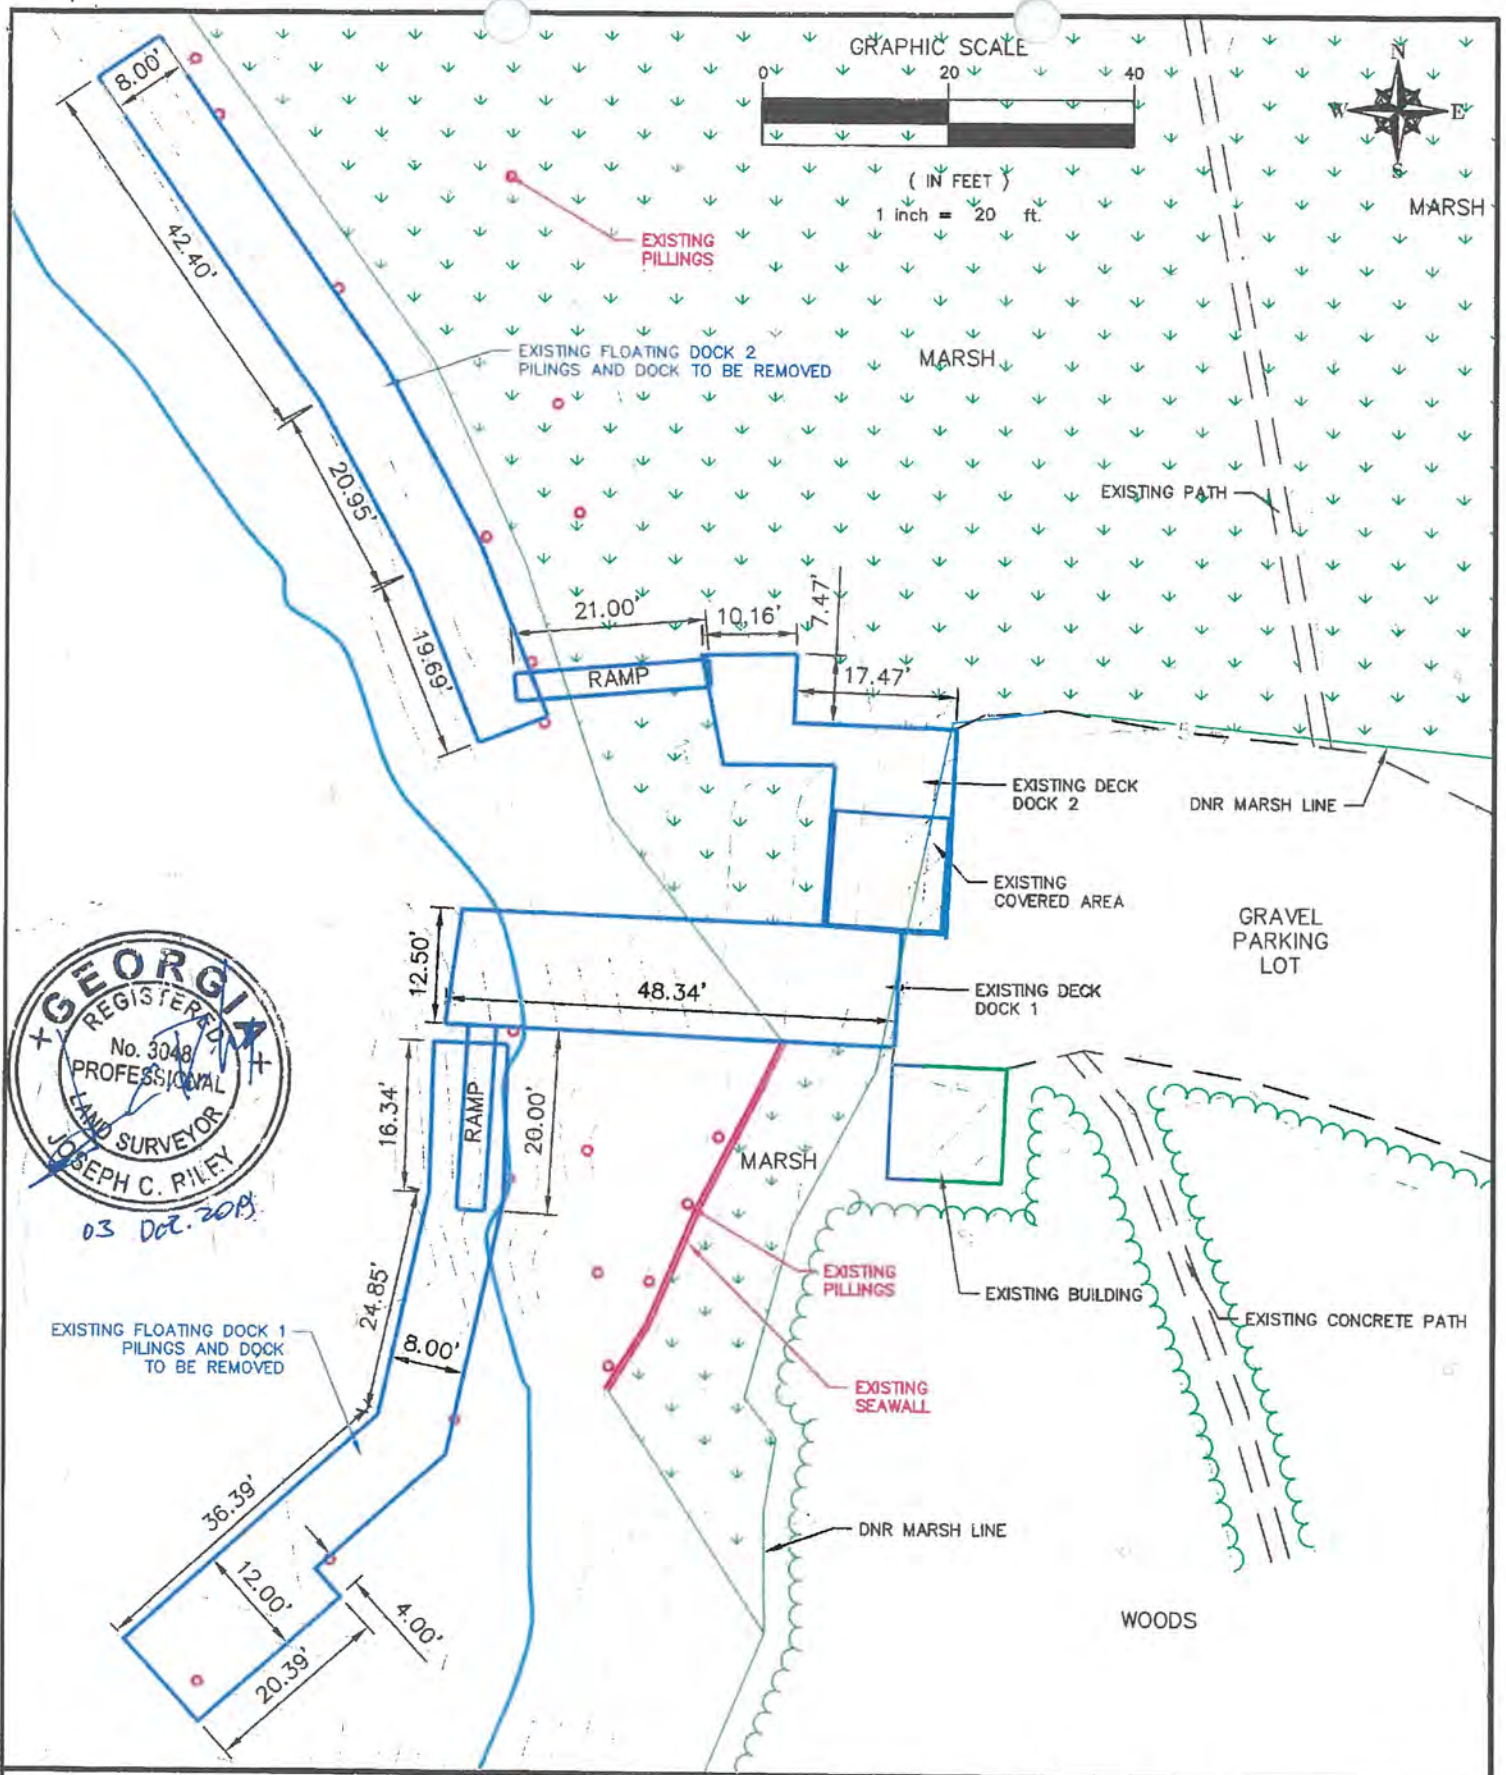 GRAPHIC SCALE
0 20 40
( IN FEET )
1 inch = 20 ft.
N
W E
S
MARSH
8.00'
42.40'
EXISTING
PILLINGS
EXISTING FLOATING DOCK 2
PILINGS AND DOCK TO BE REMOVED
MARSH
20.95'
EXISTING PATH
19.69'
21.00'
10.16'
7.47'
17.47'
RAMP
EXISTING DECK
DOCK 2
DNR MARSH LINE
EXISTING
COVERED AREA
GRAVEL
PARKING
LOT
12.50'
48.34'
EXISTING DECK
DOCK 1
GEORGIA
REGISTERED
No. 3048
PROFESSIONAL
LAND SURVEYOR
JOSEPH C. RILEY
16.34'
RAMP
20.00'
MARSH
24.85'
8.00'
EXISTING
PILLINGS
EXISTING BUILDING
EXISTING CONCRETE PATH
EXISTING FLOATING DOCK 1
PILINGS AND DOCK
TO BE REMOVED
EXISTING
SEAWALL
36.39'
12.00'
4.00'
20.39'
DNR MARSH LINE
WOODS